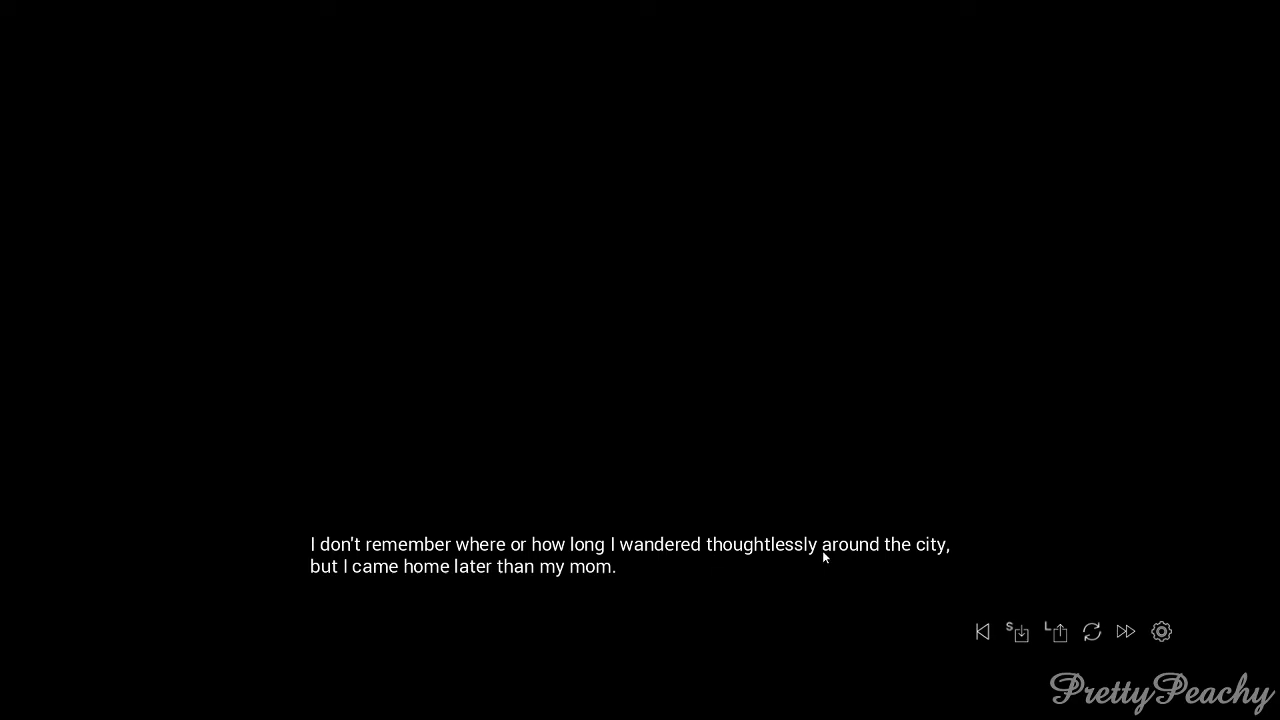 I don't remember where or how long I wandered thoughtlessly around the city,
but I came home later than my mom.
S
L
PrettyPeachy